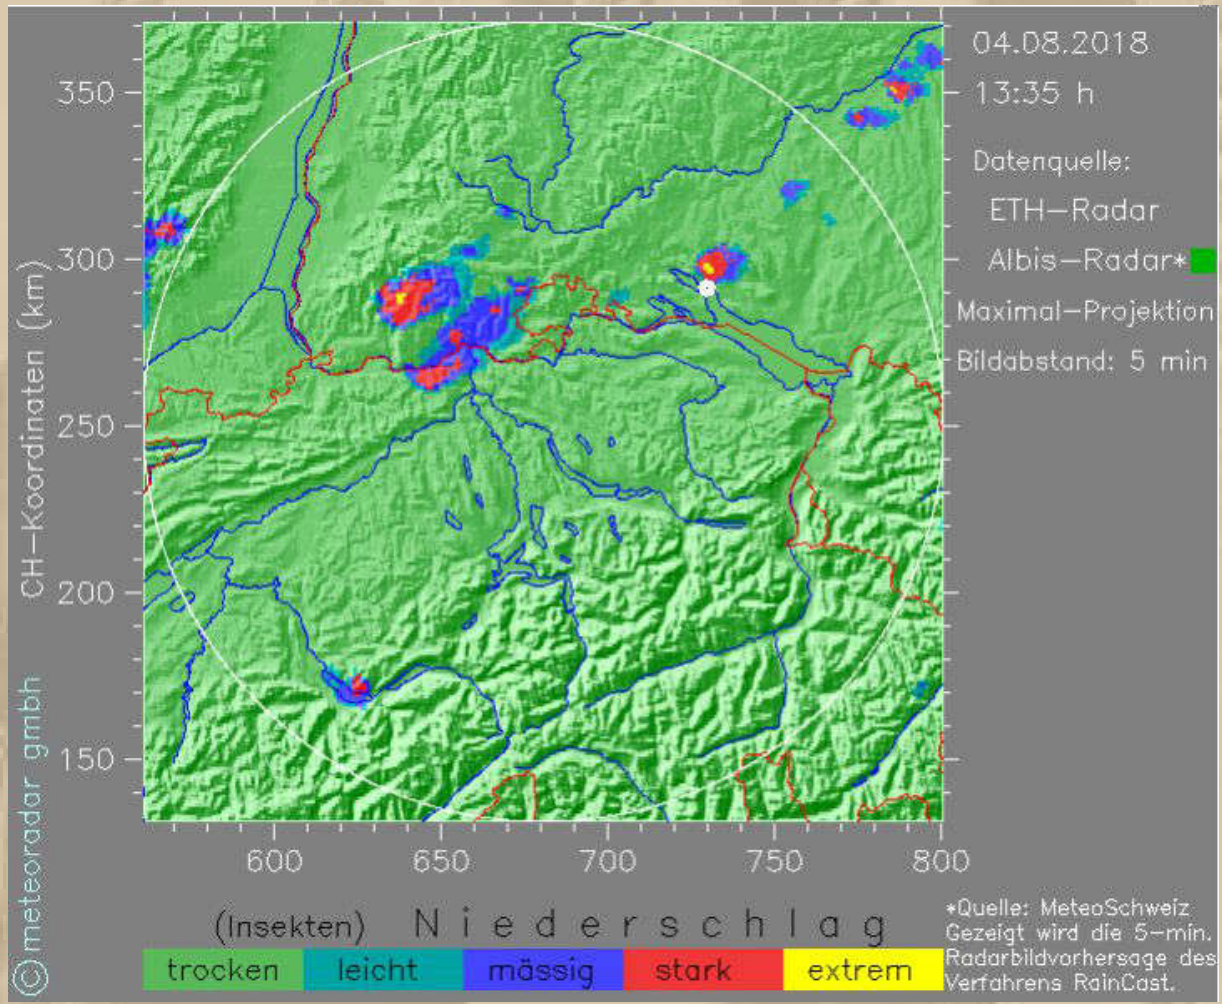 04.08.2018
13:35 h
Datenquelle:
ETH-Radar
Albis-Radar*
Maximal-Projektion
Bildabstand: 5 min
CH-Koordinaten (km)
350
300
250
200
150
600 650 700 750 800
©meteoradar gmbh
(Insekten) Niederschlag
trocken leicht mässig stark extrem
*Quelle: MeteoSchweiz
Gezeigt wird die 5-min.
Radarbildvorhersage des
Verfahrens RainCast.